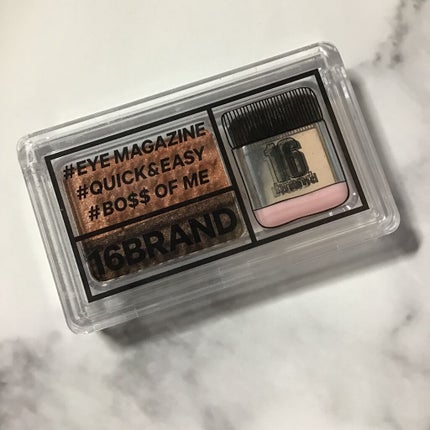 #EYE MAGAZINE
#QUICK&EASY
#BO$$ OF ME
16BRAND
16